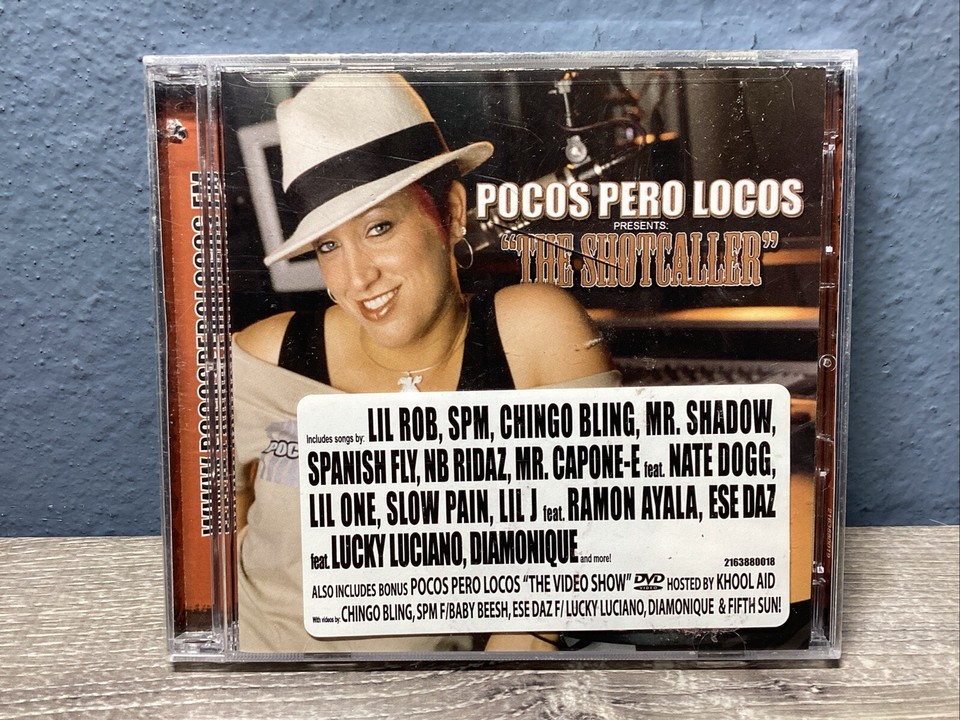 POCOS PERO LOCOS
PRESENTS:
"THE SHOTCALLER"
Includes songs by: LIL ROB, SPM, CHINGO BLING, MR. SHADOW,
SPANISH FLY, NB RIDAZ, MR. CAPONE-E feat. NATE DOGG,
LIL ONE, SLOW PAIN, LIL J feat. RAMON AYALA, ESE DAZ
feat. LUCKY LUCIANO, DIAMONIQUE and more!
2163880018
ALSO INCLUDES BONUS POCOS PERO LOCOS "THE VIDEO SHOW" DVD VIDEO HOSTED BY KHOOL AID
With videos by: CHINGO BLING, SPM F/BABY BEESH, ESE DAZ F/ LUCKY LUCIANO, DIAMONIQUE & FIFTH SUN!
WWW.POCOSPEROLOCOS.FM
POC